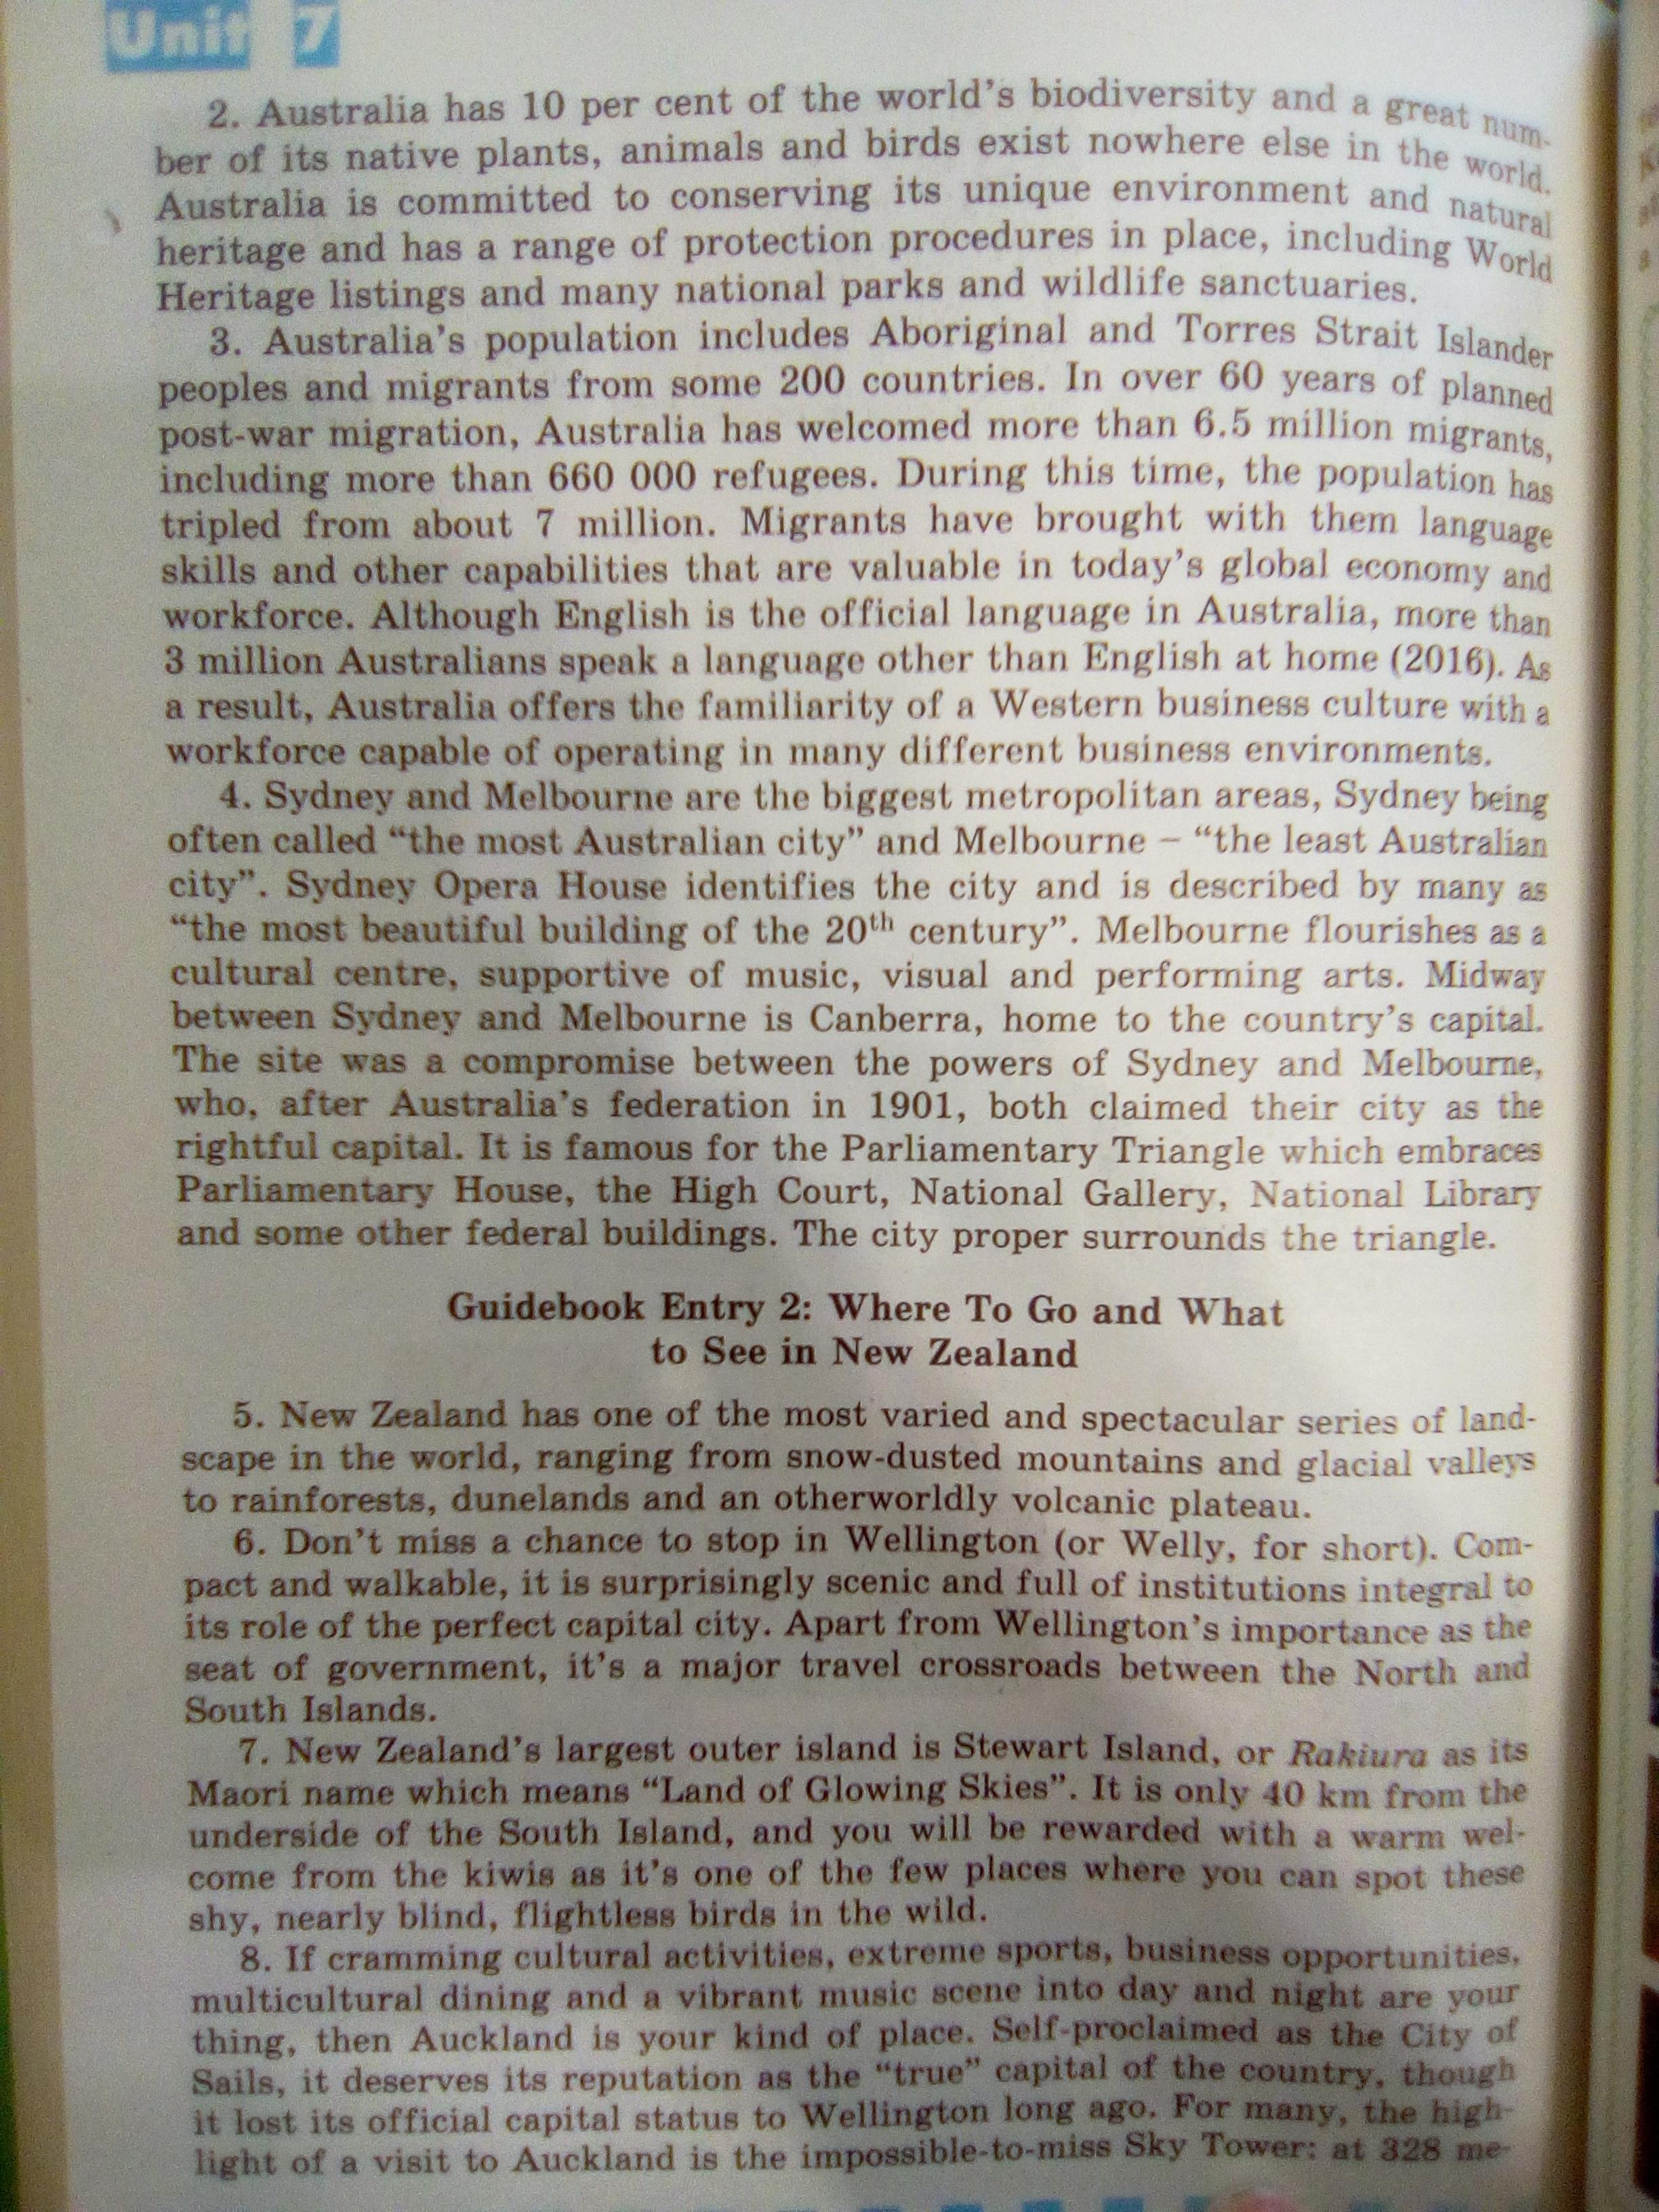 Unit 7
2. Australia has 10 per cent of the world's biodiversity and a great num-
ber of its native plants, animals and birds exist nowhere else in the world.
Australia is committed to conserving its unique environment and natural
heritage and has a range of protection procedures in place, including World
Heritage listings and many national parks and wildlife sanctuaries.
3. Australia's population includes Aboriginal and Torres Strait Islander
peoples and migrants from some 200 countries. In over 60 years of planned
post-war migration, Australia has welcomed more than 6.5 million migrants,
including more than 660 000 refugees. During this time, the population has
tripled from about 7 million. Migrants have brought with them language
skills and other capabilities that are valuable in today's global economy and
workforce. Although English is the official language in Australia, more than
3 million Australians speak a language other than English at home (2016). As
a result, Australia offers the familiarity of a Western business culture with a
workforce capable of operating in many different business environments.
4. Sydney and Melbourne are the biggest metropolitan areas, Sydney being
often called “the most Australian city” and Melbourne – “the least Australian
city”. Sydney Opera House identifies the city and is described by many as
“the most beautiful building of the 20th century”. Melbourne flourishes as a
cultural centre, supportive of music, visual and performing arts. Midway
between Sydney and Melbourne is Canberra, home to the country's capital.
The site was a compromise between the powers of Sydney and Melbourne,
who, after Australia's federation in 1901, both claimed their city as the
rightful capital. It is famous for the Parliamentary Triangle which embraces
Parliamentary House, the High Court, National Gallery, National Library
and some other federal buildings. The city proper surrounds the triangle.
Guidebook Entry 2: Where To Go and What
to See in New Zealand
5. New Zealand has one of the most varied and spectacular series of land-
scape in the world, ranging from snow-dusted mountains and glacial valleys
to rainforests, dunelands and an otherworldly volcanic plateau.
6. Don't miss a chance to stop in Wellington (or Welly, for short). Com-
pact and walkable, it is surprisingly scenic and full of institutions integral to
its role of the perfect capital city. Apart from Wellington's importance as the
seat of government, it's a major travel crossroads between the North and
South Islands.
7. New Zealand's largest outer island is Stewart Island, or Rakiura as its
Maori name which means “Land of Glowing Skies”. It is only 40 km from the
underside of the South Island, and you will be rewarded with a warm wel-
come from the kiwis as it's one of the few places where you can spot these
shy, nearly blind, flightless birds in the wild.
8. If cramming cultural activities, extreme sports, business opportunities,
multicultural dining and a vibrant music scene into day and night are your
thing, then Auckland is your kind of place. Self-proclaimed as the City of
Sails, it deserves its reputation as the “true” capital of the country, though
it lost its official capital status to Wellington long ago. For many, the high-
light of a visit to Auckland is the impossible-to-miss Sky Tower: at 328 me-